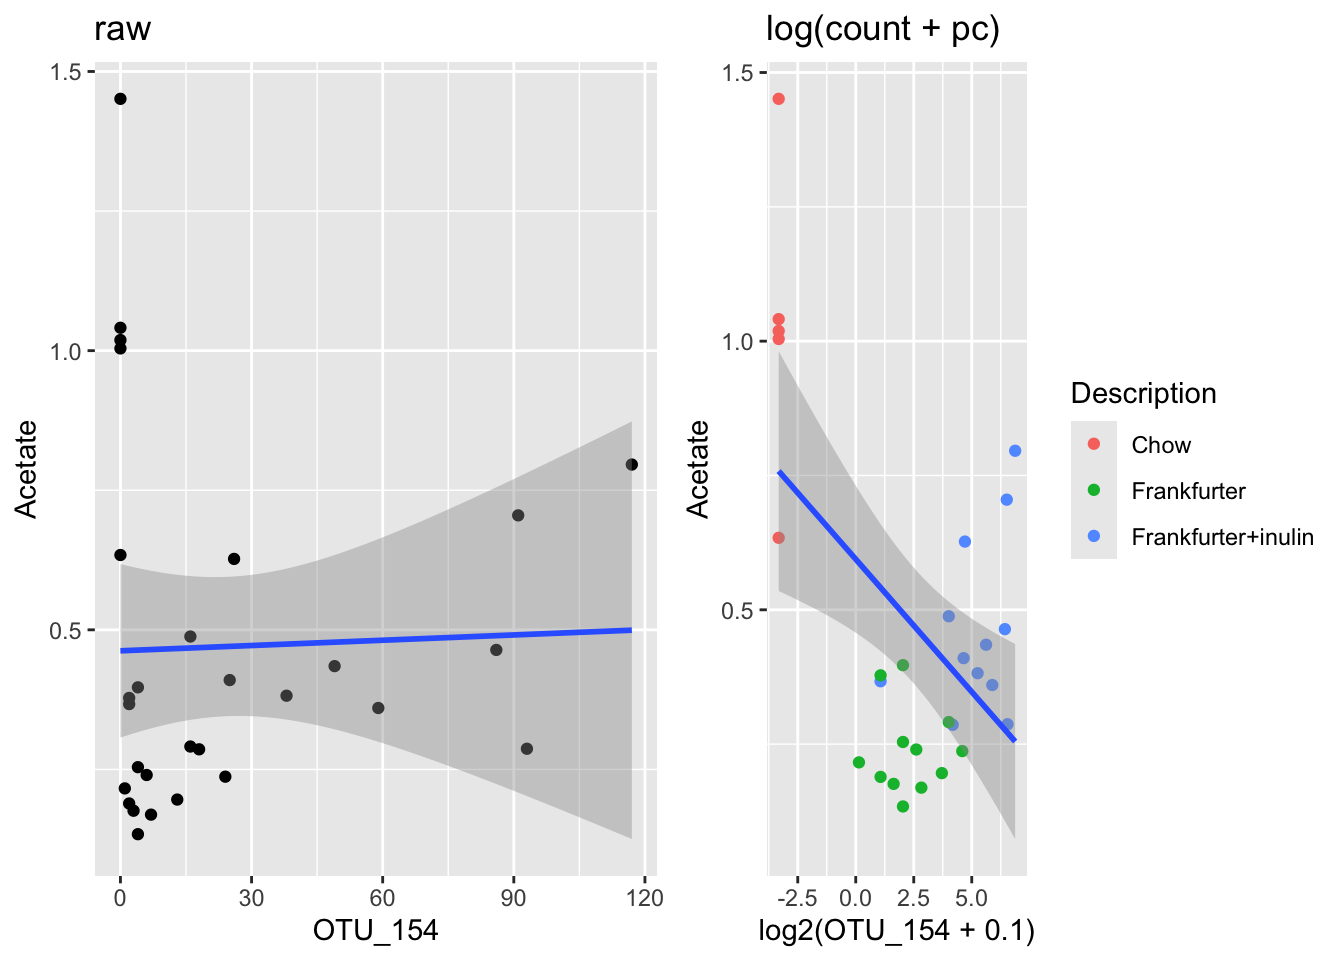 raw
1.5
1.0
0.5
Acetate
0
30
60
90
120
OTU_154
log(count + pc)
1.5
1.0
0.5
Acetate
-2.5
0.0
2.5
5.0
log2(OTU_154 + 0.1)
Description
Chow
Frankfurter
Frankfurter+inulin